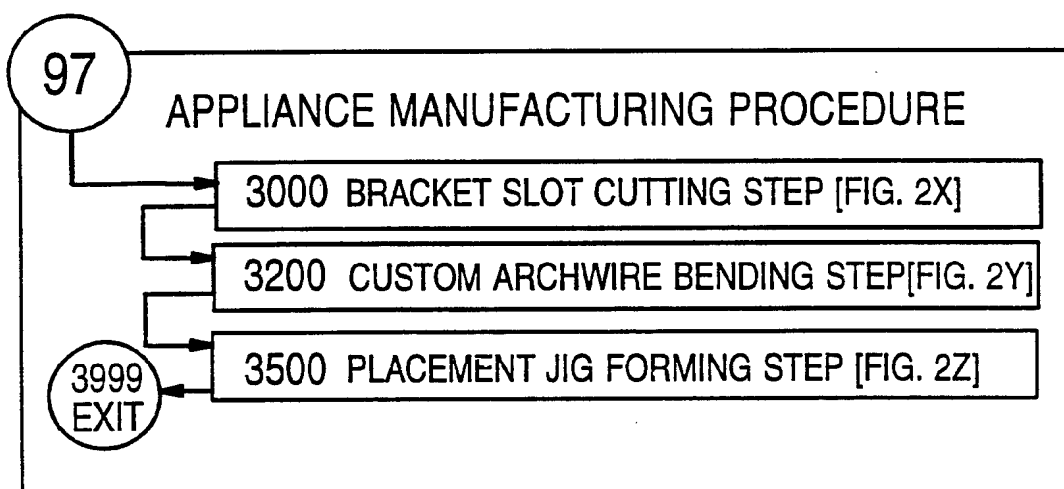 97
APPLIANCE MANUFACTURING PROCEDURE
3000 BRACKET SLOT CUTTING STEP [FIG. 2X]
3200 CUSTOM ARCHWIRE BENDING STEP[FIG. 2Y]
3500 PLACEMENT JIG FORMING STEP [FIG. 2Z]
3999
EXIT